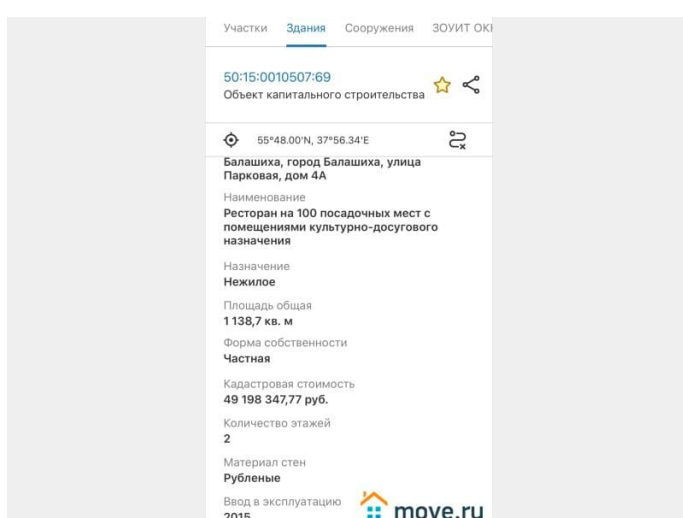 Участки Здания Сооружения ЗОУИТ ОКН
50:15:0010507:69
Объект капитального строительства
55°48.00'N, 37°56.34'E
Балашиха, город Балашиха, улица
Парковая, дом 4А
Наименование
Ресторан на 100 посадочных мест с
помещениями культурно-досугового
назначения
Назначение
Нежилое
Площадь общая
1 138,7 кв. м
Форма собственности
Частная
Кадастровая стоимость
49 198 347,77 руб.
Количество этажей
2
Материал стен
Рубленые
Ввод в эксплуатацию
2015
move.ru